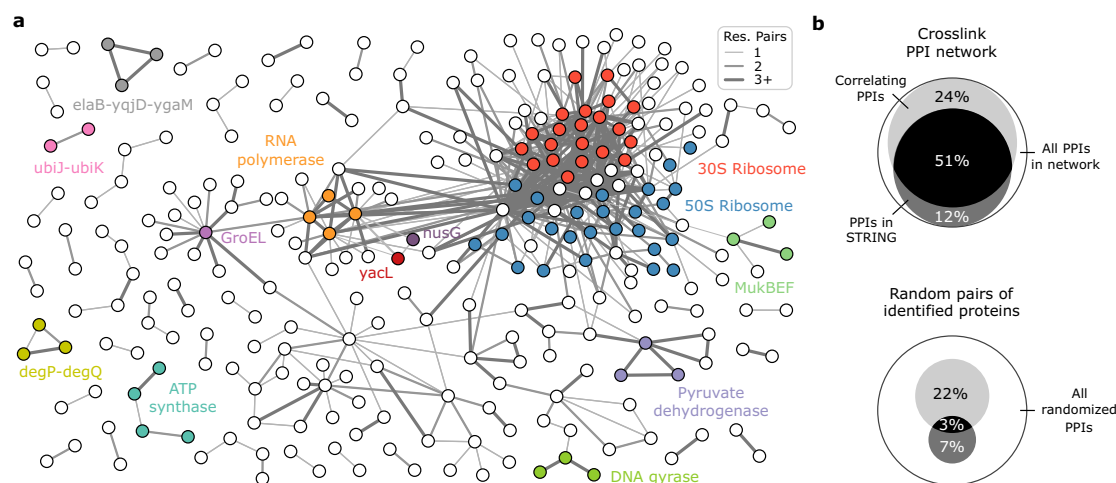 a
Res. Pairs
1
2
3+
elaB-yqjD-ygaM
ubiJ-ubiK
RNA
polymerase
30S Ribosome
50S Ribosome
GroEL
nusG
yacL
MukBEF
degP-degQ
ATP
synthase
Pyruvate
dehydrogenase
DNA gyrase
b
Crosslink
PPI network
Correlating
PPIs
24%
51%
All PPIs
in network
PPIs in
STRING
12%
Random pairs of
identified proteins
22%
3%
7%
All
randomized
PPIs